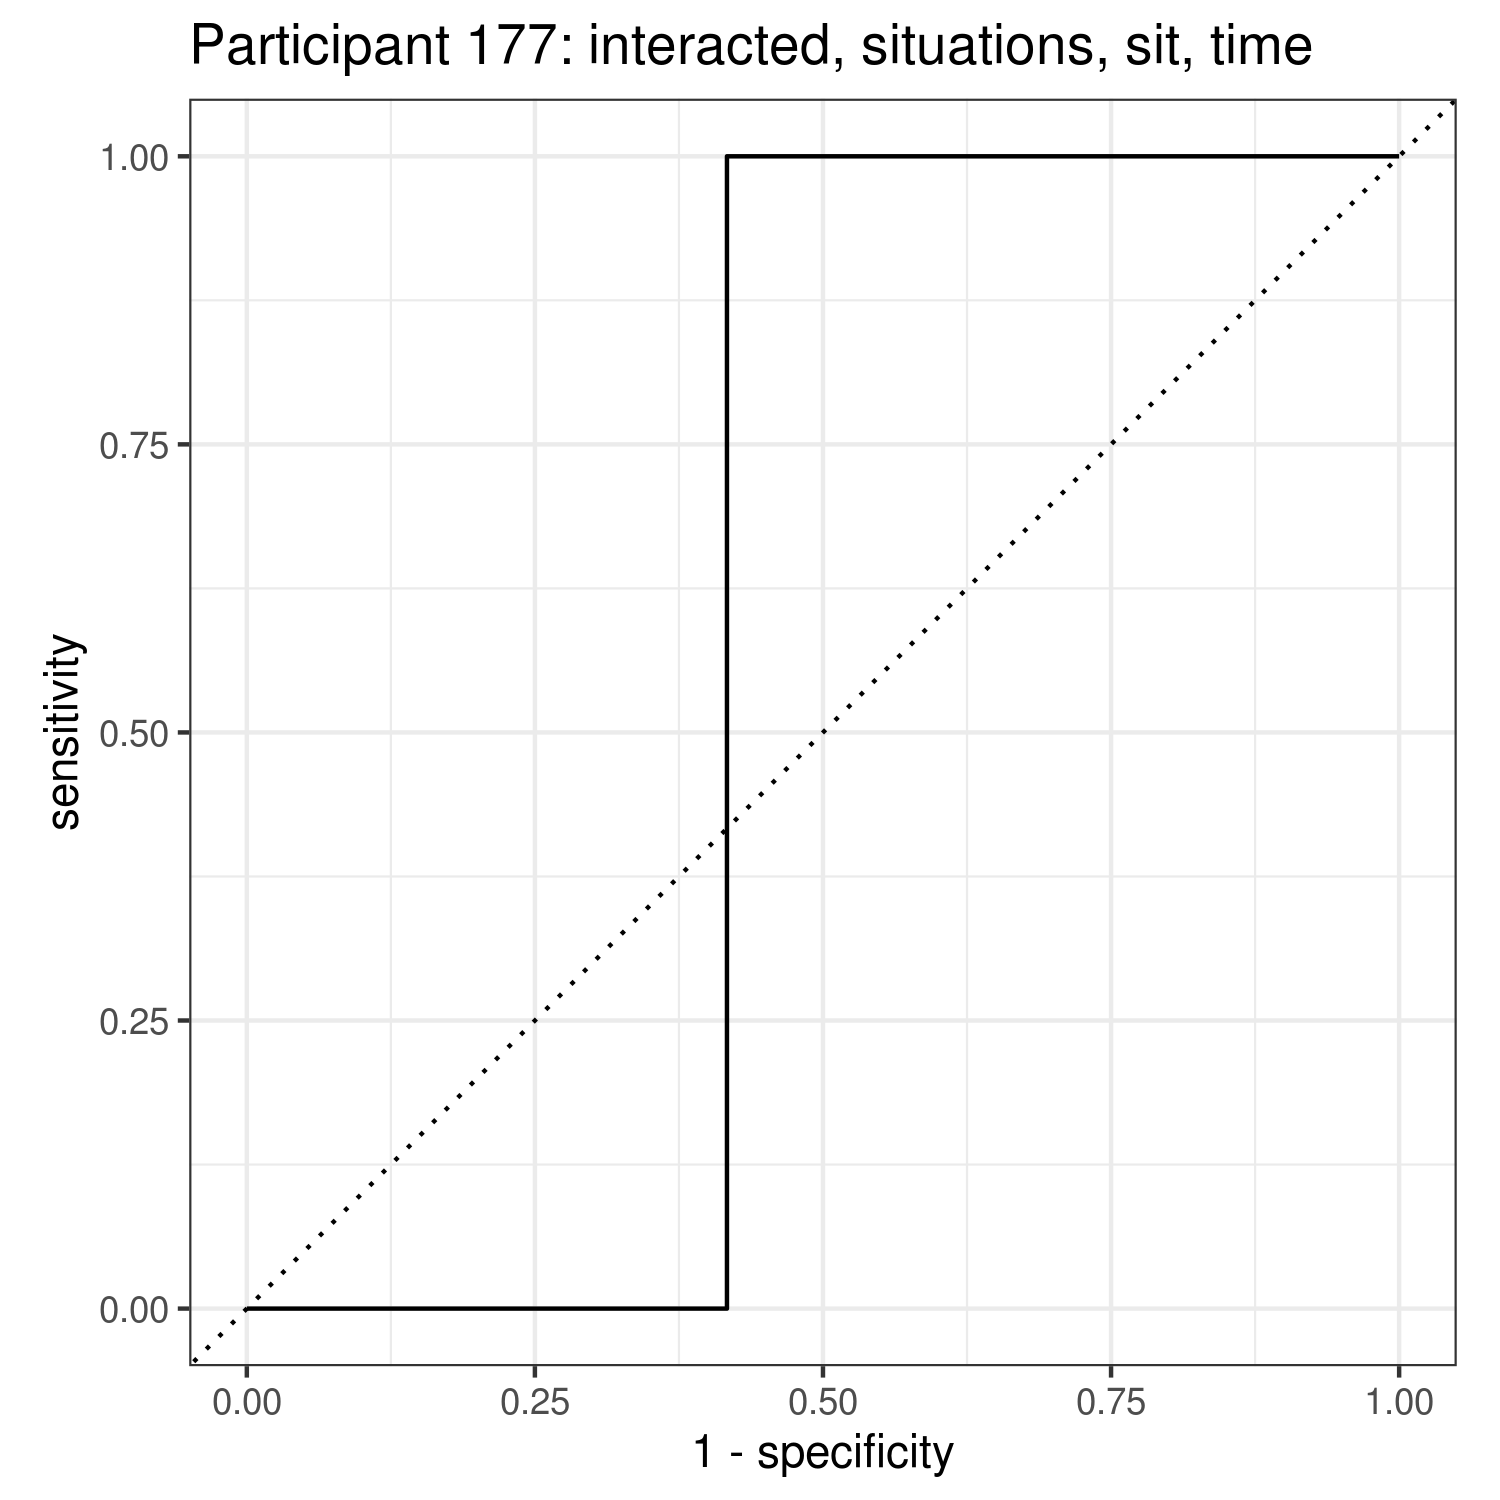 Participant 177: interacted, situations, sit, time
sensitivity
1.00
0.75
0.50
0.25
0.00
0.00 0.25 0.50 0.75 1.00
1 - specificity